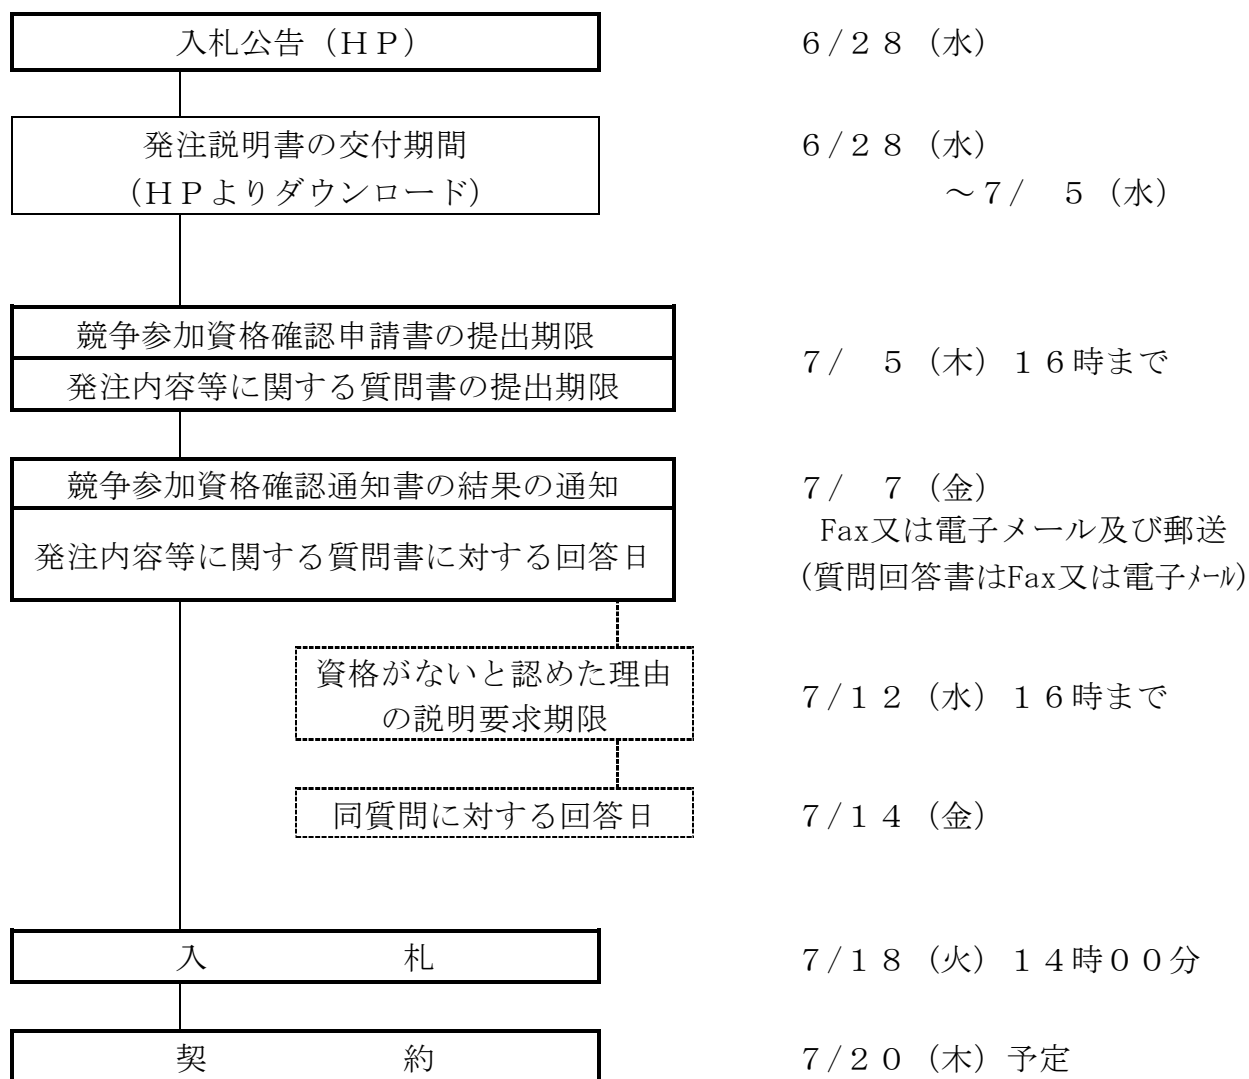 入札公告（ＨＰ）
６/２８（水）
発注説明書の交付期間
（ＨＰよりダウンロード）
６/２８（水）
～７/　５（水）
競争参加資格確認申請書の提出期限
発注内容等に関する質問書の提出期限
７/　５（木）１６時まで
競争参加資格確認通知書の結果の通知
発注内容等に関する質問書に対する回答日
７/　７（金）
Fax又は電子メール及び郵送
(質問回答書はFax又は電子ﾒｰﾙ)
資格がないと認めた理由
の説明要求期限
７/１２（水）１６時まで
同質問に対する回答日
７/１４（金）
入　　　　　　札
７/１８（火）１４時００分
契　　　　　　約
７/２０（木）予定